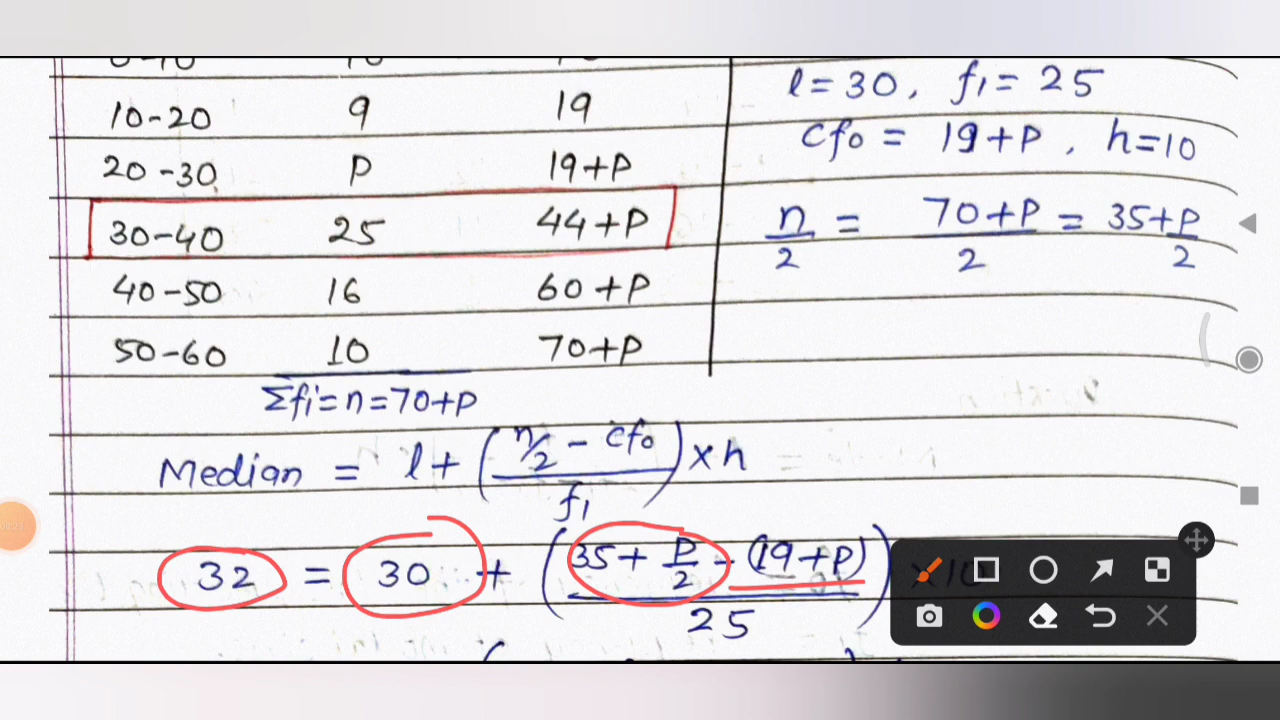 10-20 9 19
20-30 P 19+P
30-40 25 44+P
40-50 16 60+P
50-60 10 70+P
Σfi=n=70+P
l=30, f1=25
cf0 = 19+P, h=10
n/2 = 70+P/2 = 35+P/2
Median = l+(n/2-cf0/f1)×h
32 = 30 + (35+P/2-(19+P)/25)×10